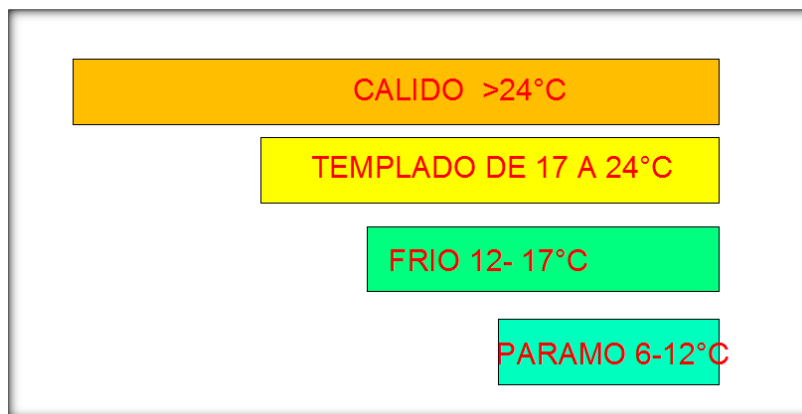 CALIDO >24°C
TEMPLADO DE 17 A 24°C
FRIO 12- 17°C
PARAMO 6-12°C